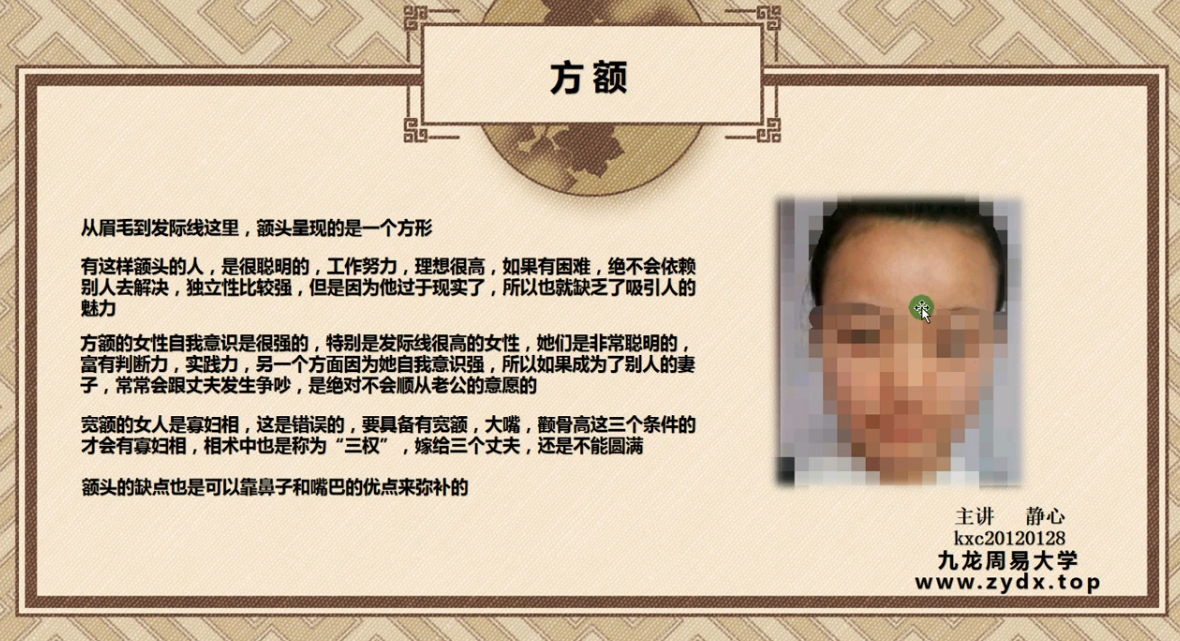 方额
从眉毛到发际线这里，额头呈现的是一个方形
有这样额头的人，是很聪明的，工作努力，理想很高，如果有困难，绝不会依赖
别人去解决，独立性比较强，但是因为他过于现实了，所以也就缺乏了吸引人的
魅力
方额的女性自我意识是很强的，特别是发际线很高的女性，她们是非常聪明的，
富有判断力，实践力，另一个方面因为她自我意识强，所以如果成为了别人的妻
子，常常会跟丈夫发生争吵，是绝对不会顺从老公的意愿的
宽额的女人是寡妇相，这是错误的，要具备有宽额，大嘴，颧骨高这三个条件的
才会有寡妇相，相术中也是称为“三权”，嫁给三个丈夫，还是不能圆满
额头的缺点也是可以靠鼻子和嘴巴的优点来弥补的
主讲 静心
kxc20120128
九龙周易大学
www.zydx.top